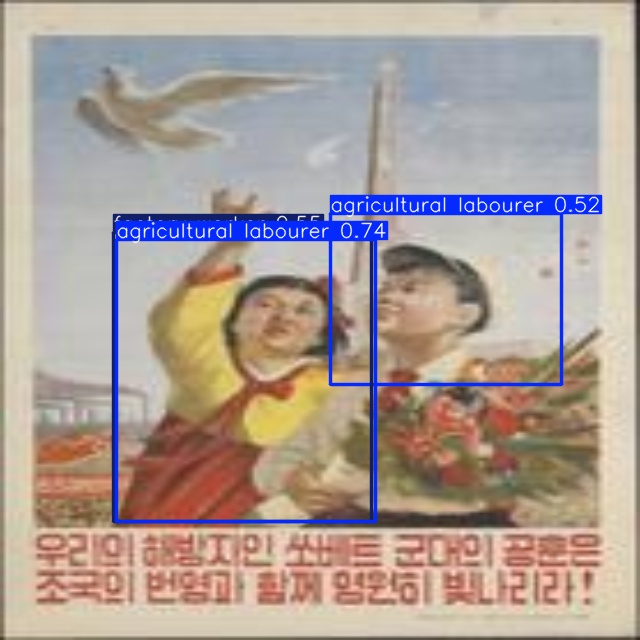 agricultural labourer 0.52
agricultural labourer 0.74
우리의 해방자인 쏘베트 군대의 공훈은
조국의 번영과 함께 영원히 빛나리라!